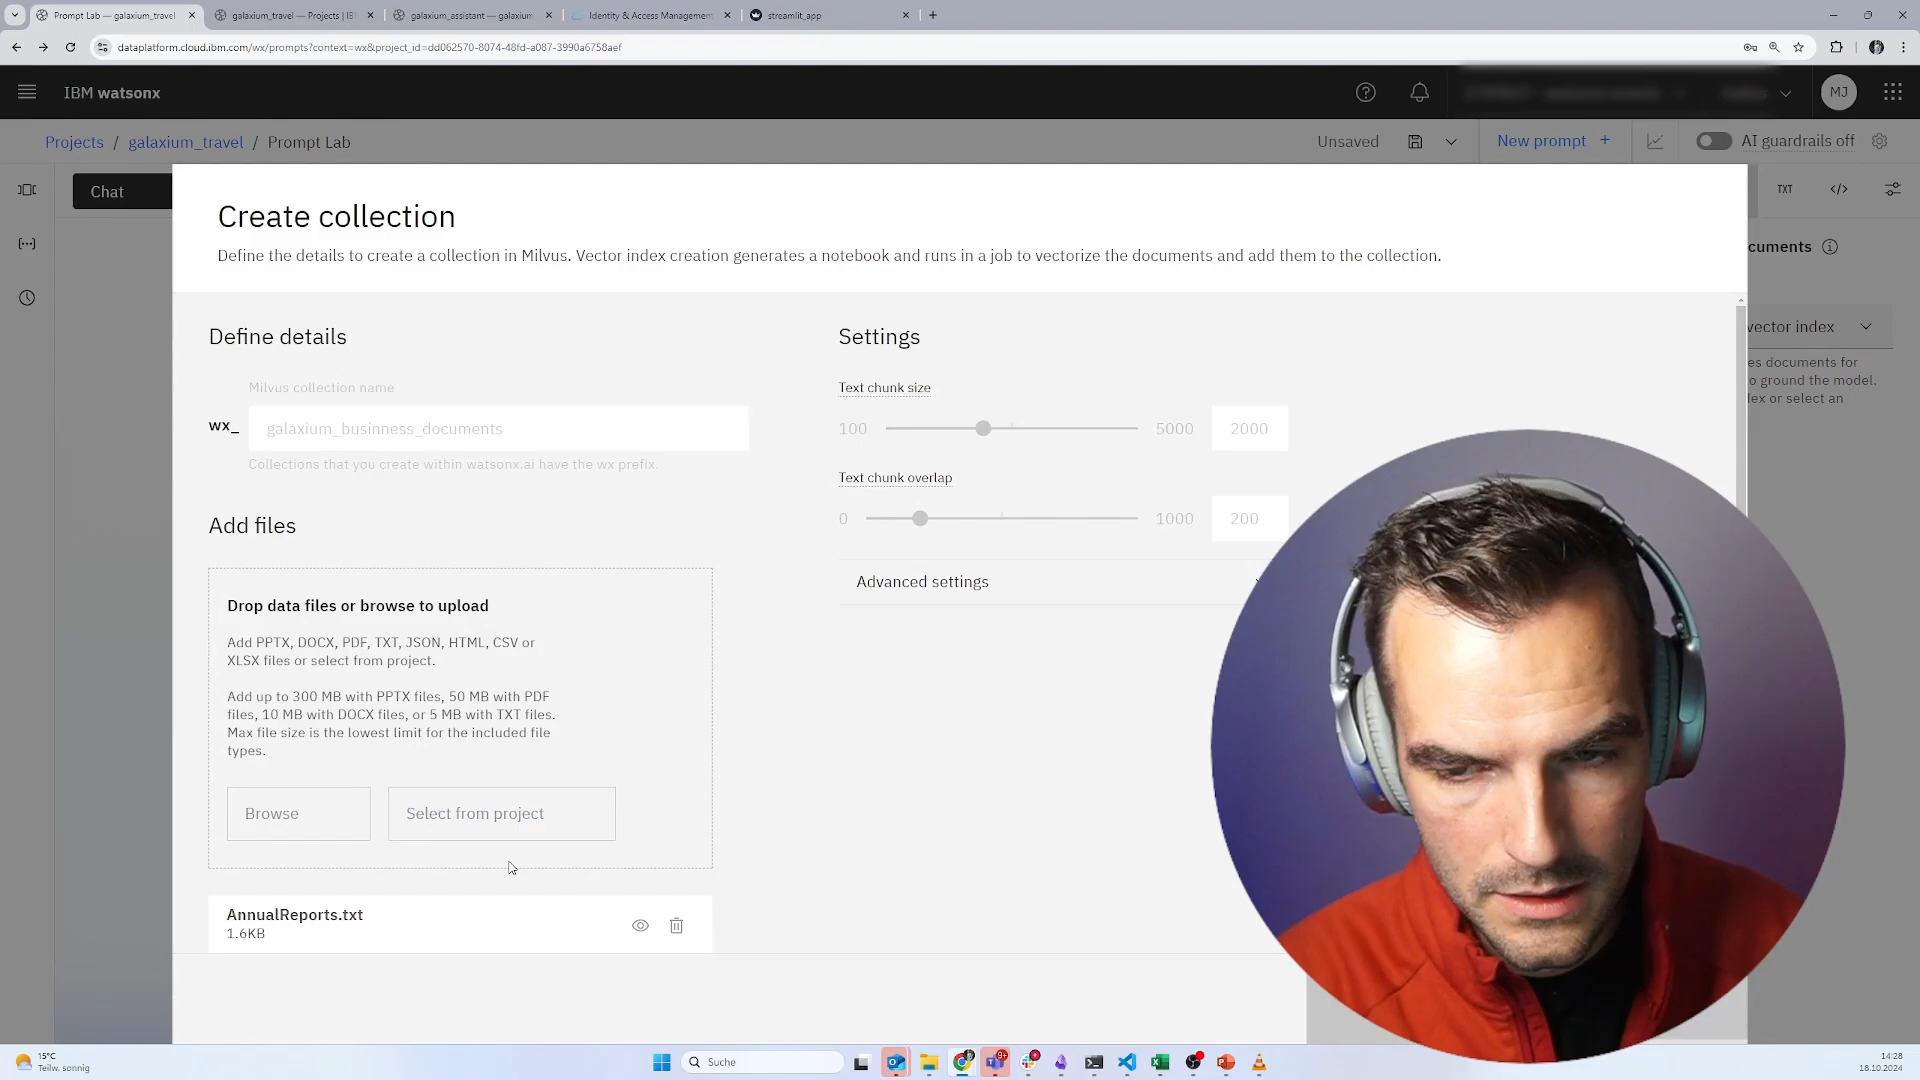 Prompt Lab — galaxium_travel
galaxium_travel — Projects | IB
galaxium_assistant — galaxium
Identity & Access Management
streamlit_app
dataplatform.cloud.ibm.com/wx/prompts?context=wx&project_id=dd062570-8074-48fd-a087-3990a6758aef
IBM watsonx
MJ
Projects / galaxium_travel / Prompt Lab
Unsaved
New prompt +
AI guardrails off
Chat
TXT
Create collection
Define the details to create a collection in Milvus. Vector index creation generates a notebook and runs in a job to vectorize the documents and add them to the collection.
cuments
vector index
es documents for
o ground the model.
lex or select an
Define details
Milvus collection name
wx_
galaxium_businness_documents
Collections that you create within watsonx.ai have the wx prefix.
Settings
Text chunk size
100
5000
2000
Text chunk overlap
0
1000
200
Advanced settings
Add files
Drop data files or browse to upload
Add PPTX, DOCX, PDF, TXT, JSON, HTML, CSV or
XLSX files or select from project.
Add up to 300 MB with PPTX files, 50 MB with PDF
files, 10 MB with DOCX files, or 5 MB with TXT files.
Max file size is the lowest limit for the included file
types.
Browse
Select from project
AnnualReports.txt
1.6KB
15°C
Teilw. sonnig
Suche
9+
14:28
18.10.2024